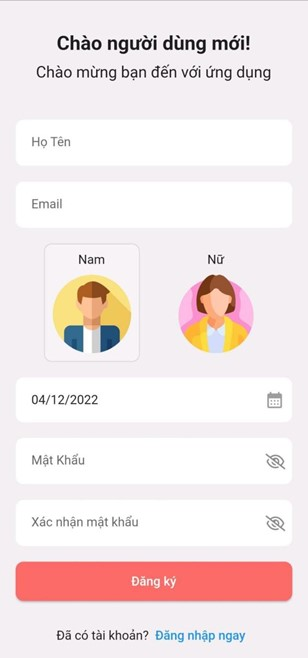 Chào người dùng mới!
Chào mừng bạn đến với ứng dụng
Họ Tên
Email
Nam Nữ
04/12/2022
Mật Khẩu
Xác nhận mật khẩu
Đăng ký
Đã có tài khoản? Đăng nhập ngay